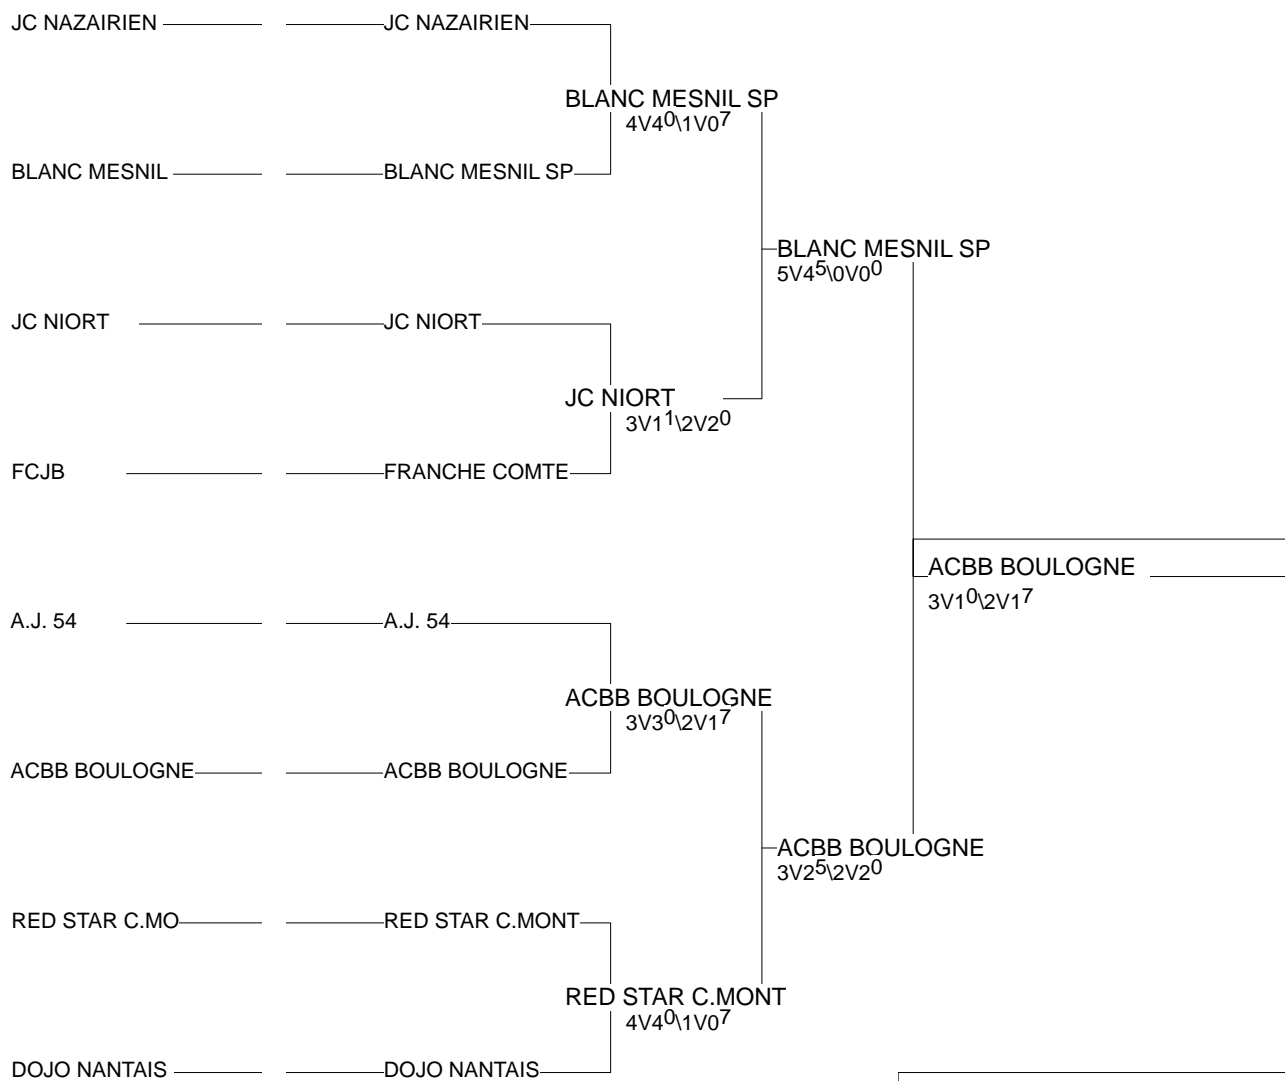 JC NAZAIRIEN JC NAZAIRIEN
BLANC MESNIL SP
4V40\1V07
BLANC MESNIL BLANC MESNIL SP
BLANC MESNIL SP
5V45\0V00
JC NIORT JC NIORT
JC NIORT
3V11\2V20
FCJB FRANCHE COMTE
ACBB BOULOGNE
3V10\2V17
A.J. 54 A.J. 54
ACBB BOULOGNE
3V30\2V17
ACBB BOULOGNE ACBB BOULOGNE
ACBB BOULOGNE
3V25\2V20
RED STAR C.MO RED STAR C.MONT
RED STAR C.MONT
4V40\1V07
DOJO NANTAIS DOJO NANTAIS